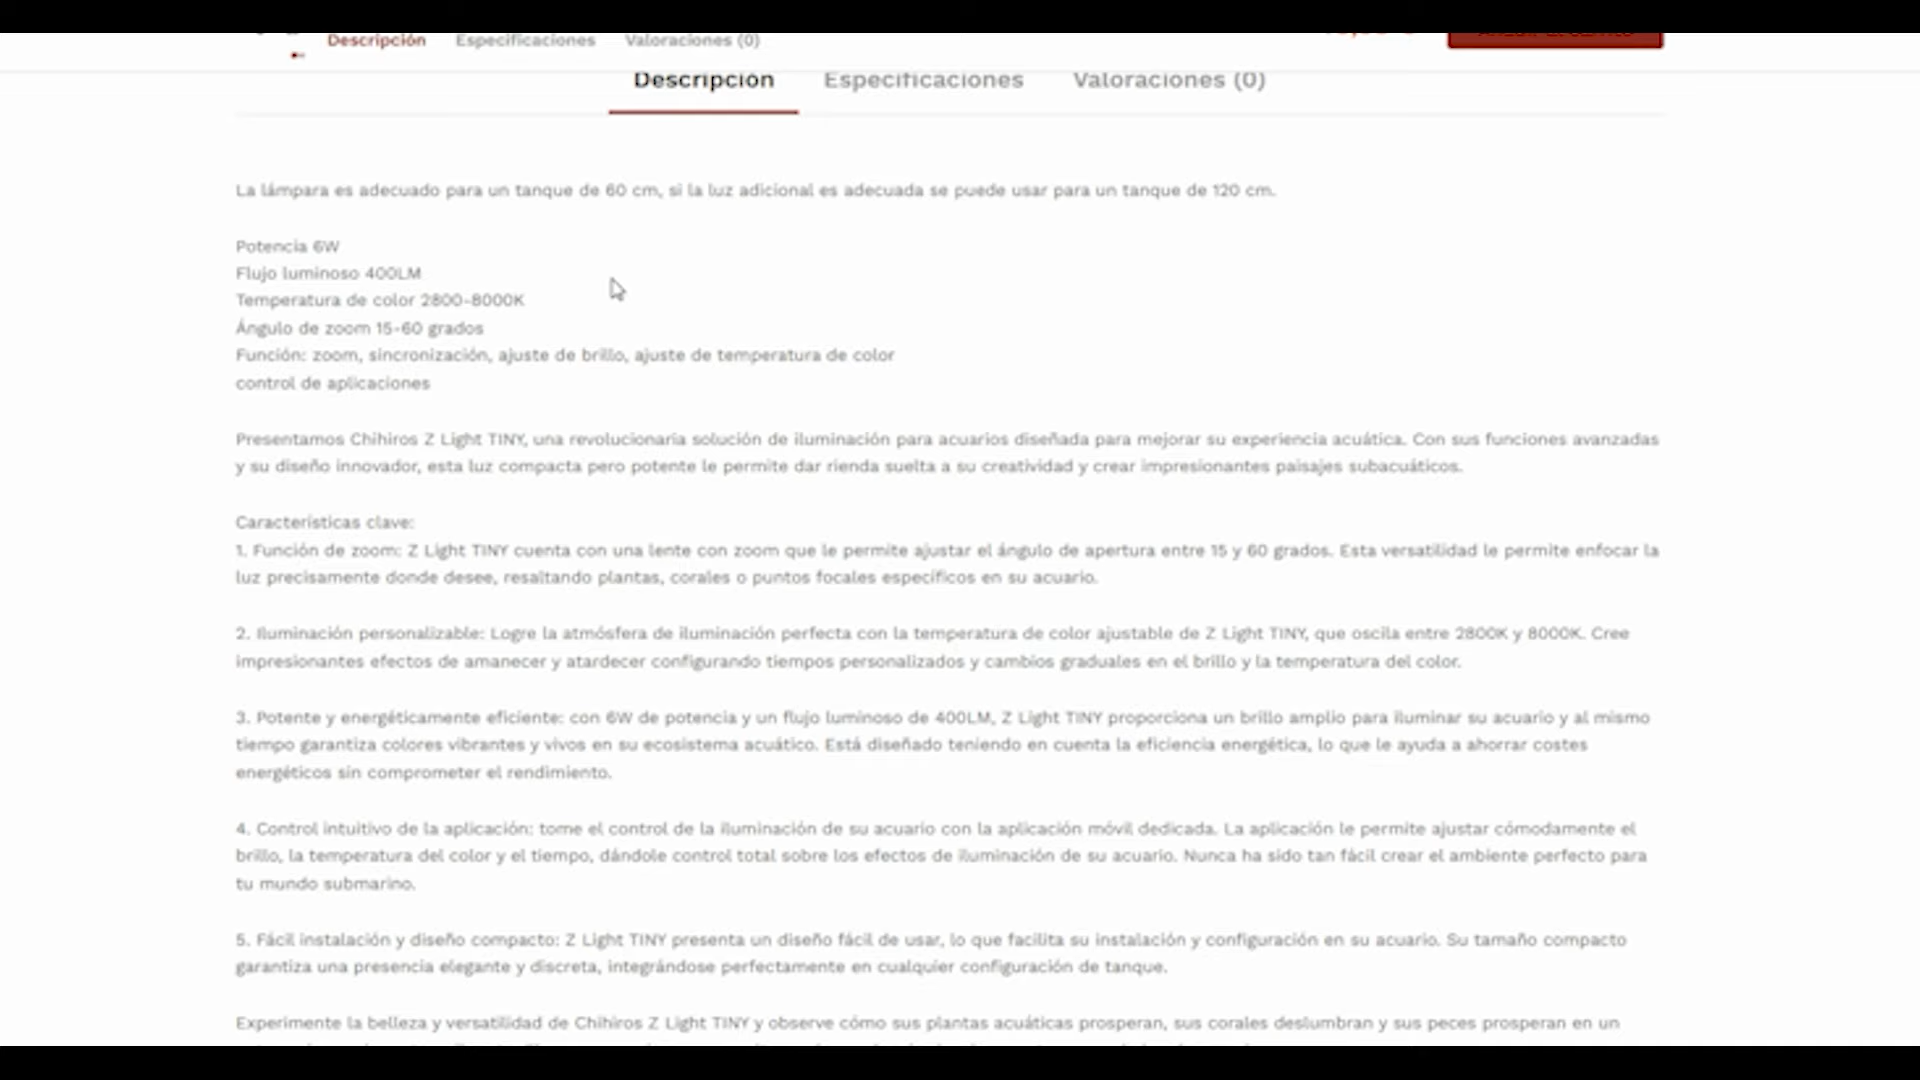 Descripción Especificaciones Valoraciones (0)
Descripción Especificaciones Valoraciones (0)
La lámpara es adecuado para un tanque de 60 cm, si la luz adicional es adecuada se puede usar para un tanque de 120 cm.
Potencia 6W
Flujo luminoso 400LM
Temperatura de color 2800-8000K
Ángulo de zoom 15-60 grados
Función: zoom, sincronización, ajuste de brillo, ajuste de temperatura de color
control de aplicaciones
Presentamos Chihiros Z Light TINY, una revolucionaria solución de iluminación para acuarios diseñada para mejorar su experiencia acuática. Con sus funciones avanzadas
y su diseño innovador, esta luz compacta pero potente le permite dar rienda suelta a su creatividad y crear impresionantes paisajes subacuáticos.
Características clave:
1. Función de zoom: Z Light TINY cuenta con una lente con zoom que le permite ajustar el ángulo de apertura entre 15 y 60 grados. Esta versatilidad le permite enfocar la
luz precisamente donde desee, resaltando plantas, corales o puntos focales específicos en su acuario.
2. Iluminación personalizable: Logre la atmósfera de iluminación perfecta con la temperatura de color ajustable de Z Light TINY, que oscila entre 2800K y 8000K. Cree
impresionantes efectos de amanecer y atardecer configurando tiempos personalizados y cambios graduales en el brillo y la temperatura del color.
3. Potente y energéticamente eficiente: con 6W de potencia y un flujo luminoso de 400LM, Z Light TINY proporciona un brillo amplio para iluminar su acuario y al mismo
tiempo garantiza colores vibrantes y vivos en su ecosistema acuático. Está diseñado teniendo en cuenta la eficiencia energética, lo que le ayuda a ahorrar costes
energéticos sin comprometer el rendimiento.
4. Control intuitivo de la aplicación: tome el control de la iluminación de su acuario con la aplicación móvil dedicada. La aplicación le permite ajustar cómodamente el
brillo, la temperatura del color y el tiempo, dándole control total sobre los efectos de iluminación de su acuario. Nunca ha sido tan fácil crear el ambiente perfecto para
tu mundo submarino.
5. Fácil instalación y diseño compacto: Z Light TINY presenta un diseño fácil de usar, lo que facilita su instalación y configuración en su acuario. Su tamaño compacto
garantiza una presencia elegante y discreta, integrándose perfectamente en cualquier configuración de tanque.
Experimente la belleza y versatilidad de Chihiros Z Light TINY y observe cómo sus plantas acuáticas prosperan, sus corales deslumbran y sus peces prosperan en un